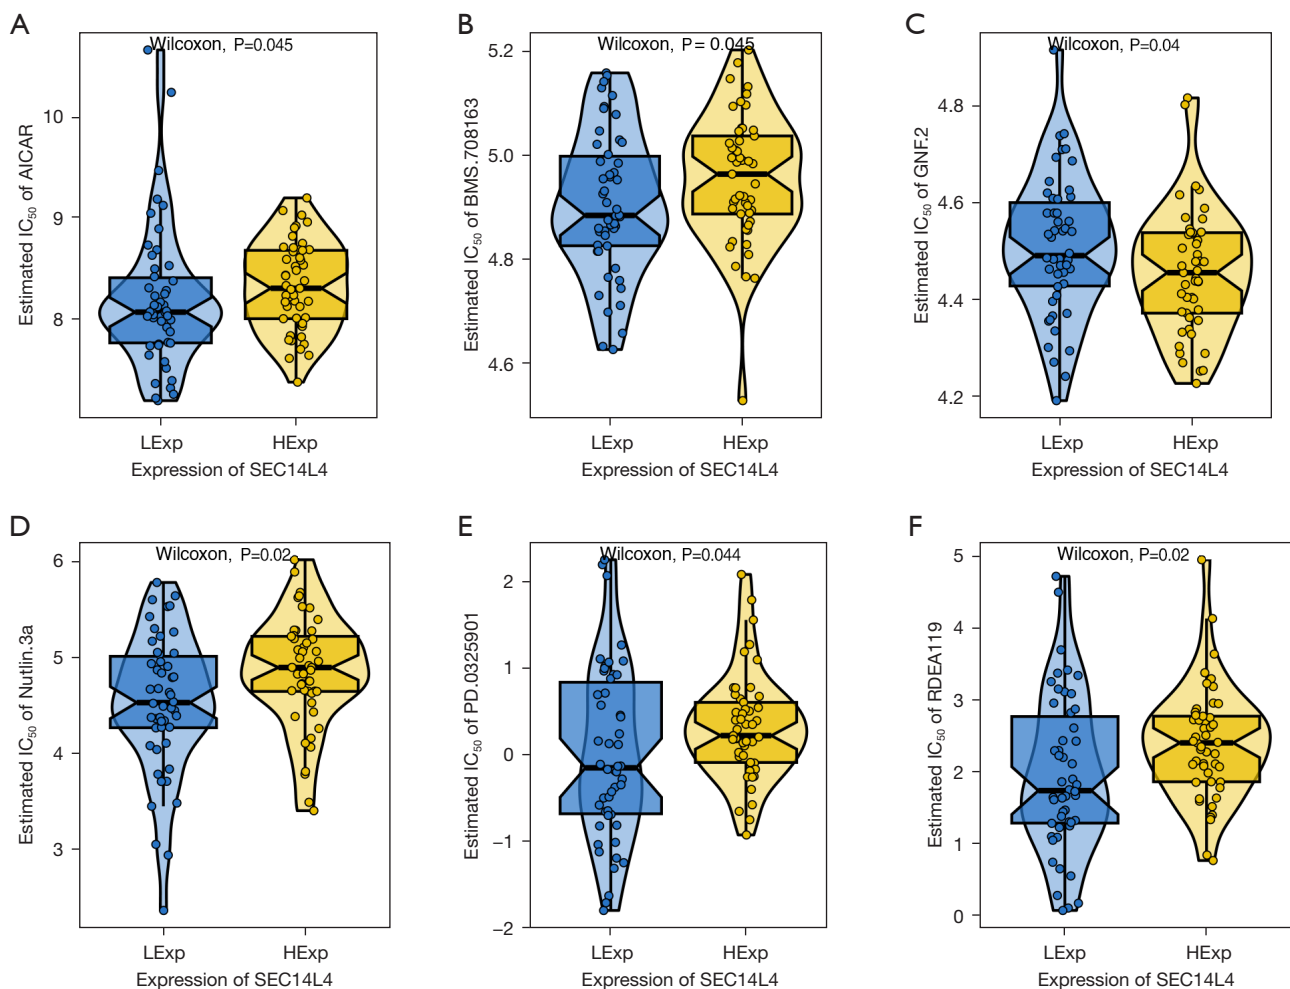 A
Wilcoxon, P=0.045
Estimated IC50 of AICAR
10
9
8
LExp
HExp
Expression of SEC14L4
B
Wilcoxon, P = 0.045
Estimated IC50 of BMS.708163
5.2
5.0
4.8
4.6
LExp
HExp
Expression of SEC14L4
C
Wilcoxon, P=0.04
Estimated IC50 of GNF.2
4.8
4.6
4.4
4.2
LExp
HExp
Expression of SEC14L4
D
Wilcoxon, P=0.02
Estimated IC50 of Nutlin.3a
6
5
4
3
LExp
HExp
Expression of SEC14L4
E
Wilcoxon, P=0.044
Estimated IC50 of PD.0325901
2
1
0
−1
−2
LExp
HExp
Expression of SEC14L4
F
Wilcoxon, P=0.02
Estimated IC50 of RDEA119
5
4
3
2
1
0
LExp
HExp
Expression of SEC14L4